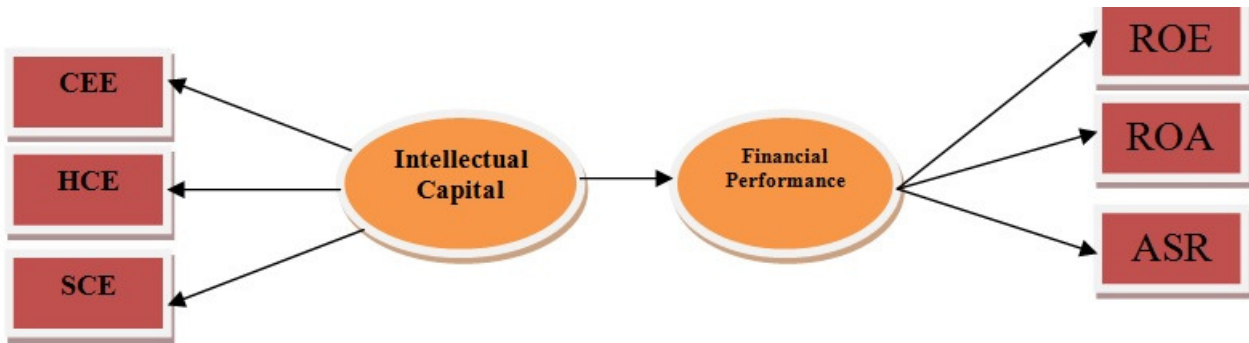 CEE
HCE
SCE
Intellectual
Capital
Financial
Performance
ROE
ROA
ASR